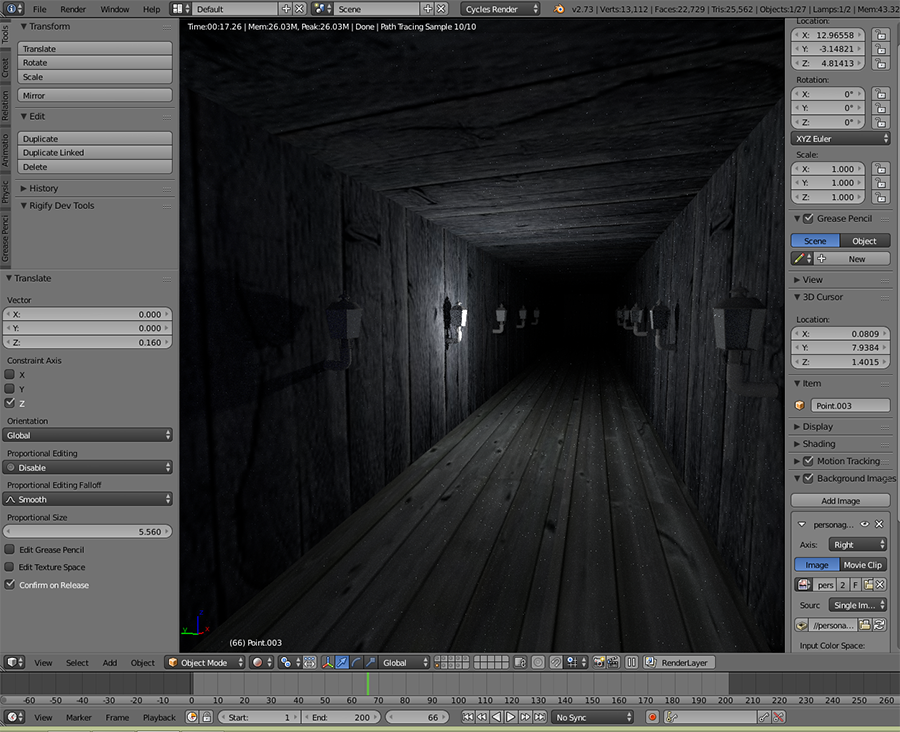 File Render Window Help Default Scene Cycles Render v2.73 | Verts:13,112 | Faces:22,729 | Tris:25,562 | Objects:1/27 | Lamps:1/2 | Mem:43.32
Time:00:17.26 | Mem:26.03M, Peak:26.03M | Done | Path Tracing Sample 10/10
Tools
Creat
Relation
Animatio
Physic
Grease Penci
Transform
Translate
Rotate
Scale
Mirror
Edit
Duplicate
Duplicate Linked
Delete
History
Rigify Dev Tools
Translate
Vector
X: 0.000
Y: 0.000
Z: 0.160
Constraint Axis
X
Y
Z
Orientation
Global
Proportional Editing
Disable
Proportional Editing Falloff
Smooth
Proportional Size
5.560
Edit Grease Pencil
Edit Texture Space
Confirm on Release
z
y x
(66) Point.003
Location:
X: 12.96558
Y: -3.14821
Z: 4.81413
Rotation:
X: 0°
Y: 0°
Z: 0°
XYZ Euler
Scale:
X: 1.000
Y: 1.000
Z: 1.000
Grease Pencil
Scene Object
New
View
3D Cursor
Location:
X: 0.0809
Y: 7.9384
Z: 1.4015
Item
Point.003
Display
Shading
Motion Tracking
Background Images
Add Image
personag...
Axis: Right
Image Movie Clip
pers 2 F
Sourc Single Im...
//persona...
Input Color Space:
View Select Add Object Object Mode Global RenderLayer
-60 -50 -40 -30 -20 -10 0 10 20 30 40 50 60 70 80 90 100 110 120 130 140 150 160 170 180 190 200 210 220 230 240 250 260
View Marker Frame Playback Start: 1 End: 200 66 No Sync